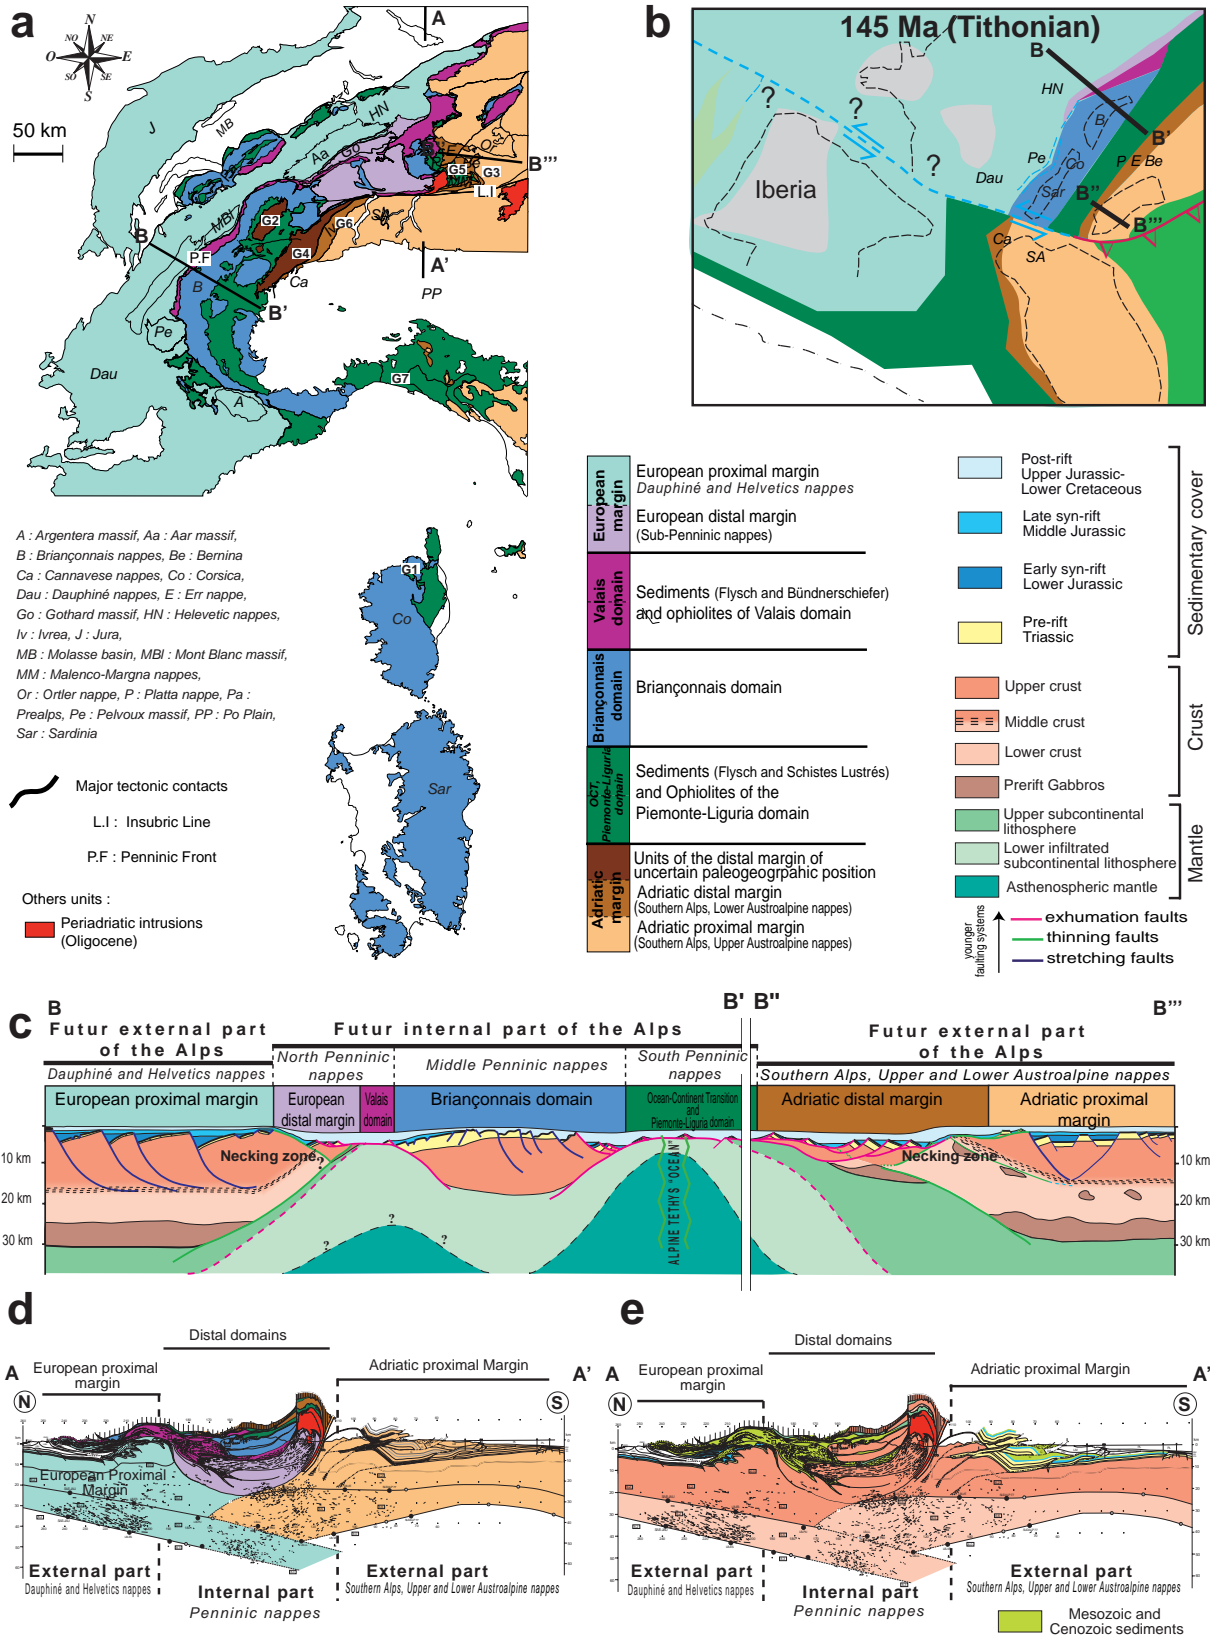 a
N
NO
NE
O
E
SO
SE
S
50 km
A
J
MB
HN
Aa
Go
B'''
G5
G3
L.I
G2
G6
SA
Iv
MBl
B
P.F
G4
A'
Ca
PP
B
B'
Pe
Dau
G7
A
G1
Co
Sar
b
145 Ma (Tithonian)
B
HN
?
?
?
B
B'
Pe
Co
P E Be
Dau
Iberia
Sar
B''
B'''
Ca
SA
A : Argentera massif, Aa : Aar massif,
B : Briançonnais nappes, Be : Bernina
Ca : Cannavese nappes, Co : Corsica,
Dau : Dauphiné nappes, E : Err nappe,
Go : Gothard massif, HN : Helevetic nappes,
Iv : Ivrea, J : Jura,
MB : Molasse basin, MBl : Mont Blanc massif,
MM : Malenco-Margna nappes,
Or : Ortler nappe, P : Platta nappe, Pa :
Prealps, Pe : Pelvoux massif, PP : Po Plain,
Sar : Sardinia
Major tectonic contacts
L.I : Insubric Line
P.F : Penninic Front
Others units :
Periadriatic intrusions
(Oligocene)
European
margin
European proximal margin
Dauphiné and Helvetics nappes
European distal margin
(Sub-Penninic nappes)
Valais
domain
Sediments (Flysch and Bündnerschiefer)
and ophiolites of Valais domain
Briançonnais
domain
Briançonnais domain
OCT,
Piemonte-Liguria
domain
Sediments (Flysch and Schistes Lustrés)
and Ophiolites of the
Piemonte-Liguria domain
Adriatic
margin
Units of the distal margin of
uncertain paleogeogrpahic position
Adriatic distal margin
(Southern Alps, Lower Austroalpine nappes)
Adriatic proximal margin
(Southern Alps, Upper Austroalpine nappes)
Post-rift
Upper Jurassic-
Lower Cretaceous
Late syn-rift
Middle Jurassic
Early syn-rift
Lower Jurassic
Pre-rift
Triassic
Sedimentary cover
Upper crust
Middle crust
Lower crust
Prerift Gabbros
Crust
Upper subcontinental
lithosphere
Lower infiltrated
subcontinental lithosphere
Asthenospheric mantle
Mantle
younger
faulting systems
exhumation faults
thinning faults
stretching faults
c
B
B'
B''
B'''
Futur external part
of the Alps
Futur internal part of the Alps
Futur external part
of the Alps
Dauphiné and Helvetics nappes
North Penninic
nappes
Middle Penninic nappes
South Penninic
nappes
Southern Alps, Upper and Lower Austroalpine nappes
European proximal margin
European
distal margin
Valais
domain
Briançonnais domain
Ocean-Continent Transition
and
Piemonte-Liguria domain
Adriatic distal margin
Adriatic proximal
margin
Necking zone
?
Necking zone
10 km
20 km
30 km
10 km
20 km
30 km
?
?
?
ALPINE TETHYS "OCEAN"
d
Distal domains
A
European proximal
margin
Adriatic proximal Margin
A'
N
S
European Proximal
Margin
External part
Dauphiné and Helvetics nappes
Internal part
Penninic nappes
External part
Southern Alps, Upper and Lower Austroalpine nappes
e
Distal domains
A
European proximal
margin
Adriatic proximal Margin
A'
N
S
External part
Dauphiné and Helvetics nappes
Internal part
Penninic nappes
External part
Southern Alps, Upper and Lower Austroalpine nappes
Mesozoic and
Cenozoic sediments